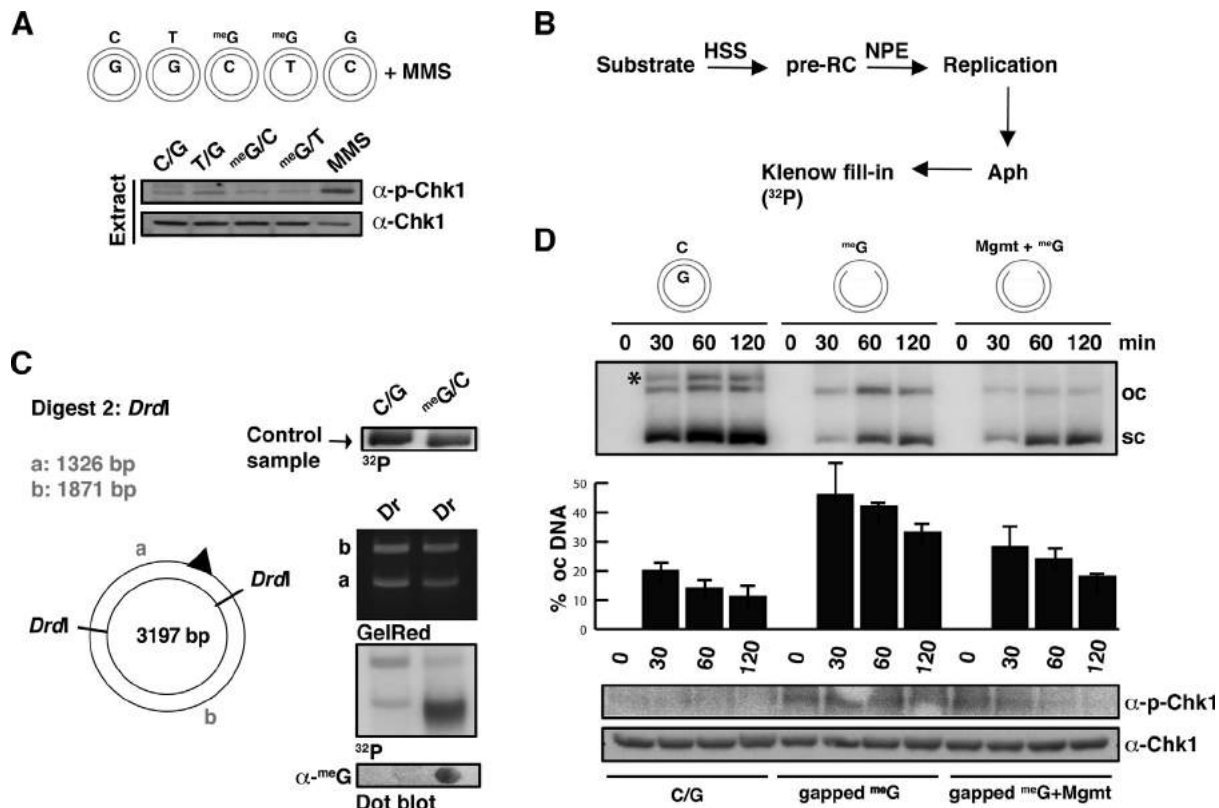 A
C T meG meG G
G G C T C + MMS
C/G T/G meG/C meG/T MMS
Extract
α-p-Chk1
α-Chk1
B
Substrate HSS pre-RC NPE Replication
Klenow fill-in Aph
(32P)
C
Digest 2: DrdI
a: 1326 bp
b: 1871 bp
a
DrdI
DrdI
3197 bp
b
C/G meG/C
Control
sample
32P
Dr Dr
b
a
GelRed
32P
α-meG
Dot blot
D
C meG Mgmt + meG
G
0 30 60 120 0 30 60 120 0 30 60 120 min
*
oc
sc
% oc DNA
50
40
30
20
10
0
0 30 60 120 0 30 60 120 0 30 60 120
α-p-Chk1
α-Chk1
C/G gapped meG gapped meG+Mgmt